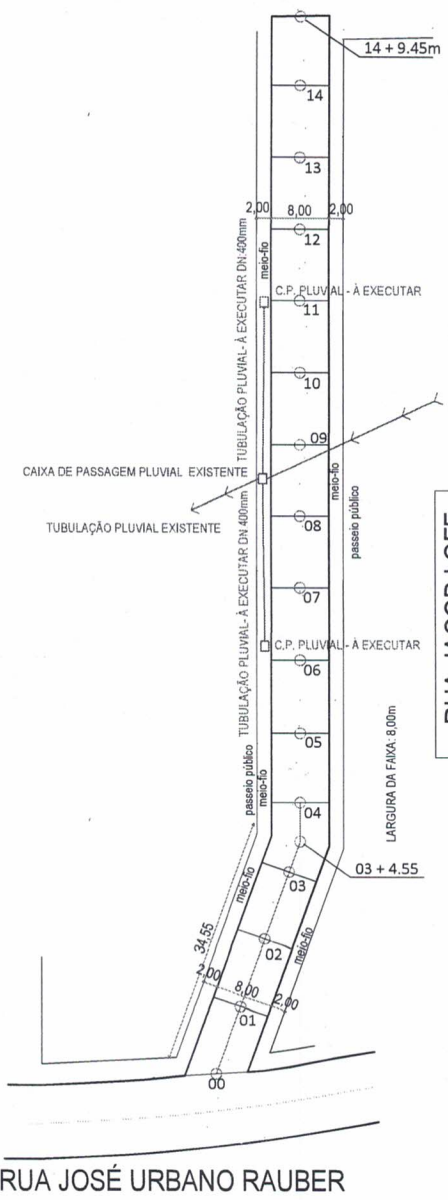 14 + 9.45m
14
13
2,00 8,00 2,00
12
meio-fio
TUBULAÇÃO PLUVIAL- À EXECUTAR DN:400mm
C.P. PLUVIAL - À EXECUTAR
11
10
09
CAIXA DE PASSAGEM PLUVIAL EXISTENTE
meio-fio
passeio público
TUBULAÇÃO PLUVIAL EXISTENTE
08
TUBULAÇÃO PLUVIAL- À EXECUTAR DN 400mm
07
C.P. PLUVIAL - À EXECUTAR
06
05
passeio público
meio-fio
LARGURA DA FAIXA: 8,00m
04
03 + 4.55
03
meio-fio
34,55
02
meio-fio
2,00 8,00 2,00
01
00
RUA JOSÉ URBANO RAUBER